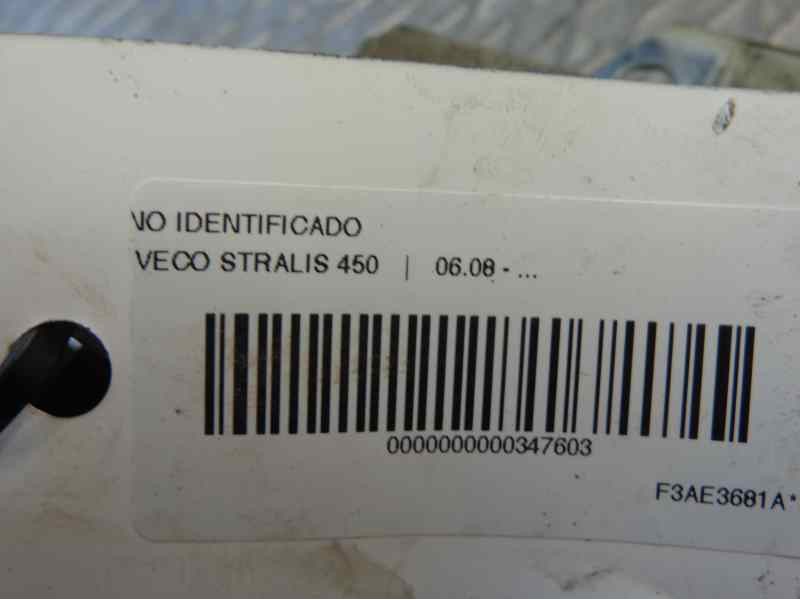 NO IDENTIFICADO
VECO STRALIS 450 | 06.08 - ...
0000000000347603
F3AE3681A*